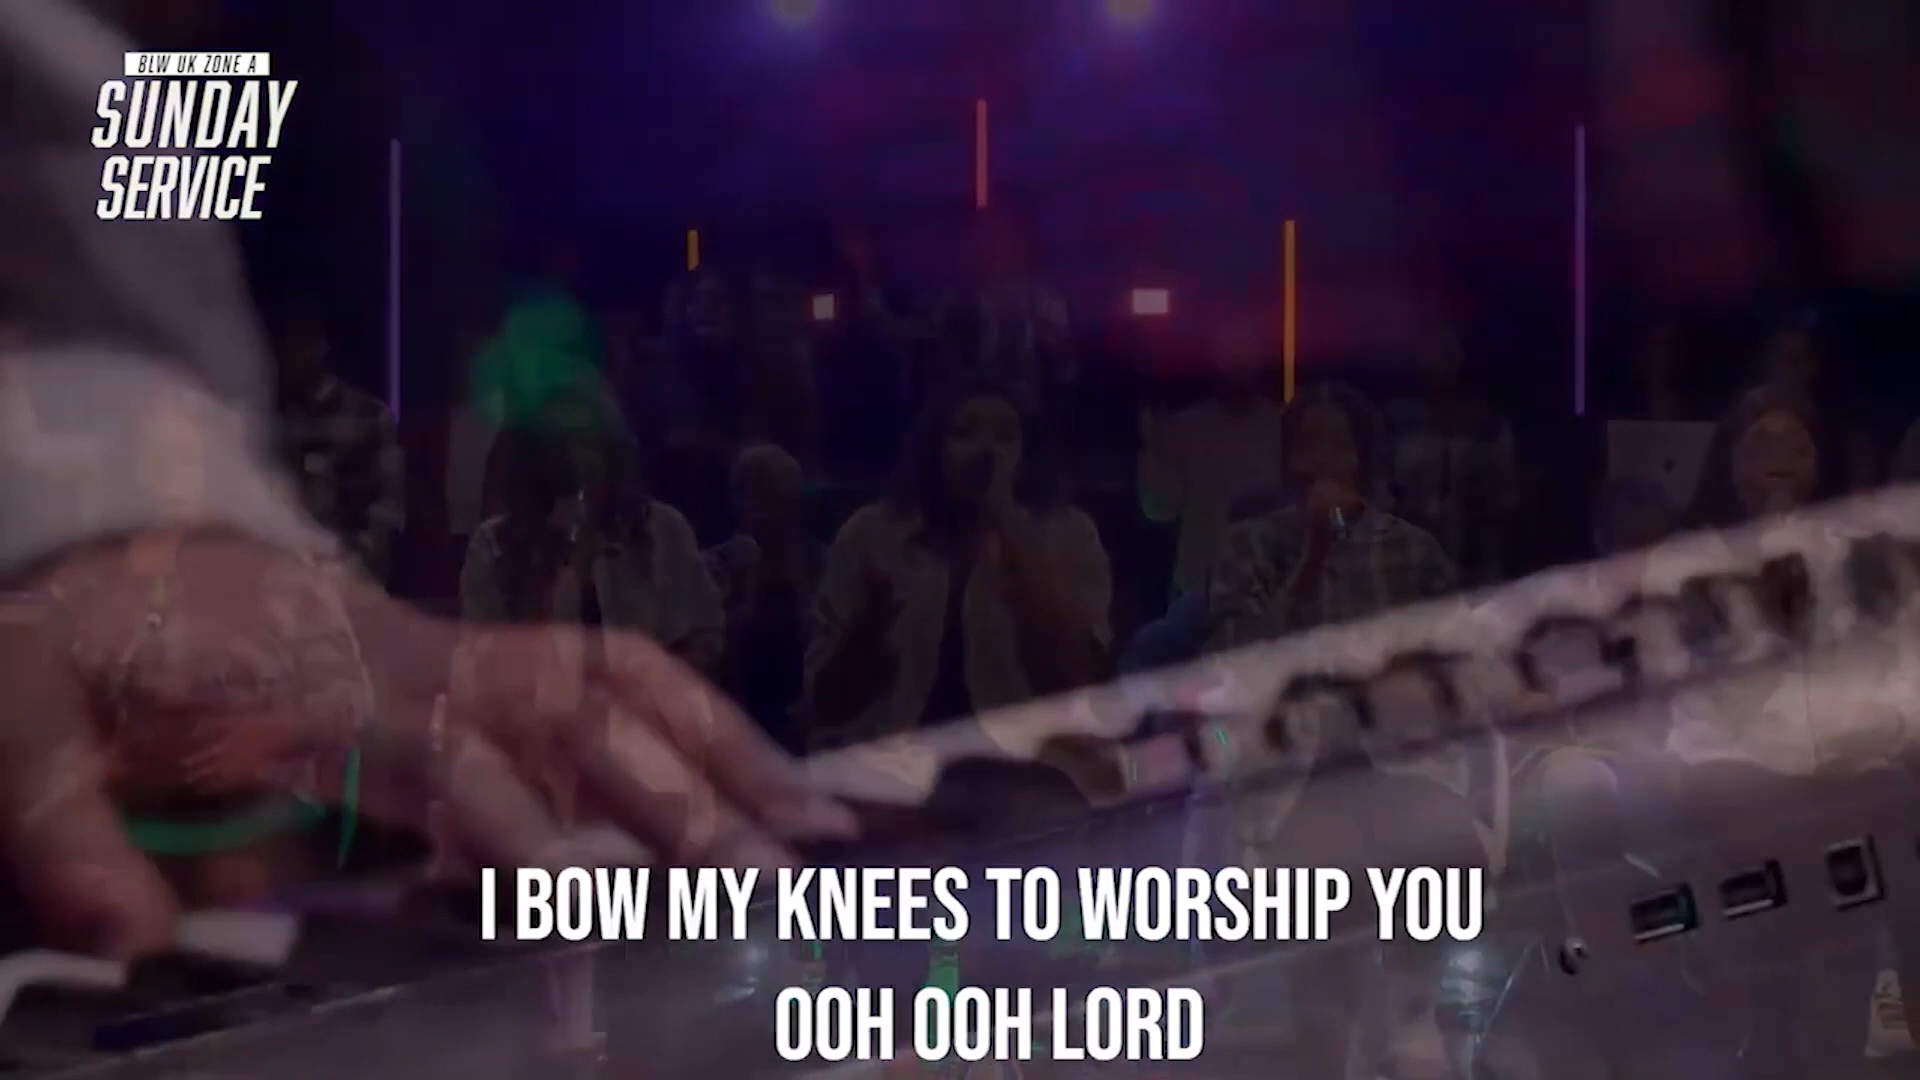 BLW UK ZONE A
SUNDAY
SERVICE
I BOW MY KNEES TO WORSHIP YOU
OOH OOH LORD